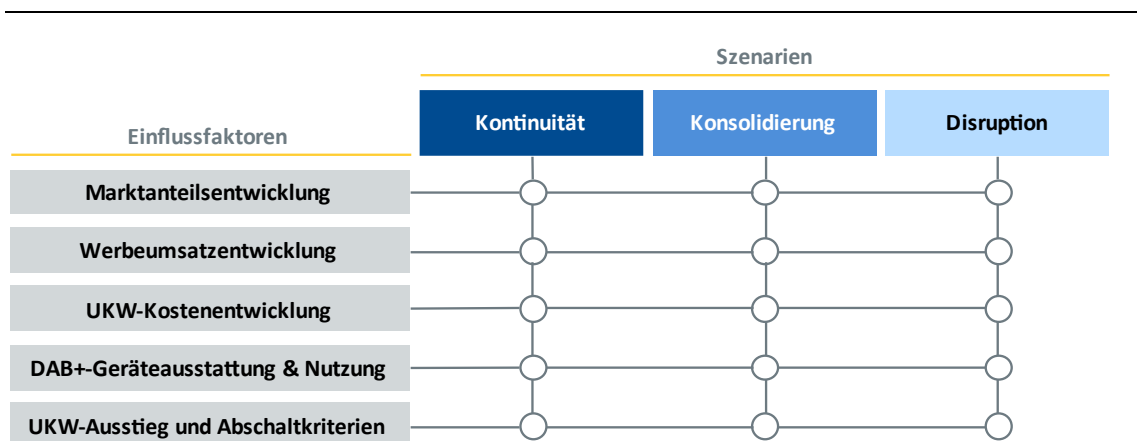 Szenarien
Einflussfaktoren
Kontinuität
Konsolidierung
Disruption
Marktanteilsentwicklung
Werbeumsatzentwicklung
UKW-Kostenentwicklung
DAB+-Geräteausstattung & Nutzung
UKW-Ausstieg und Abschaltkriterien